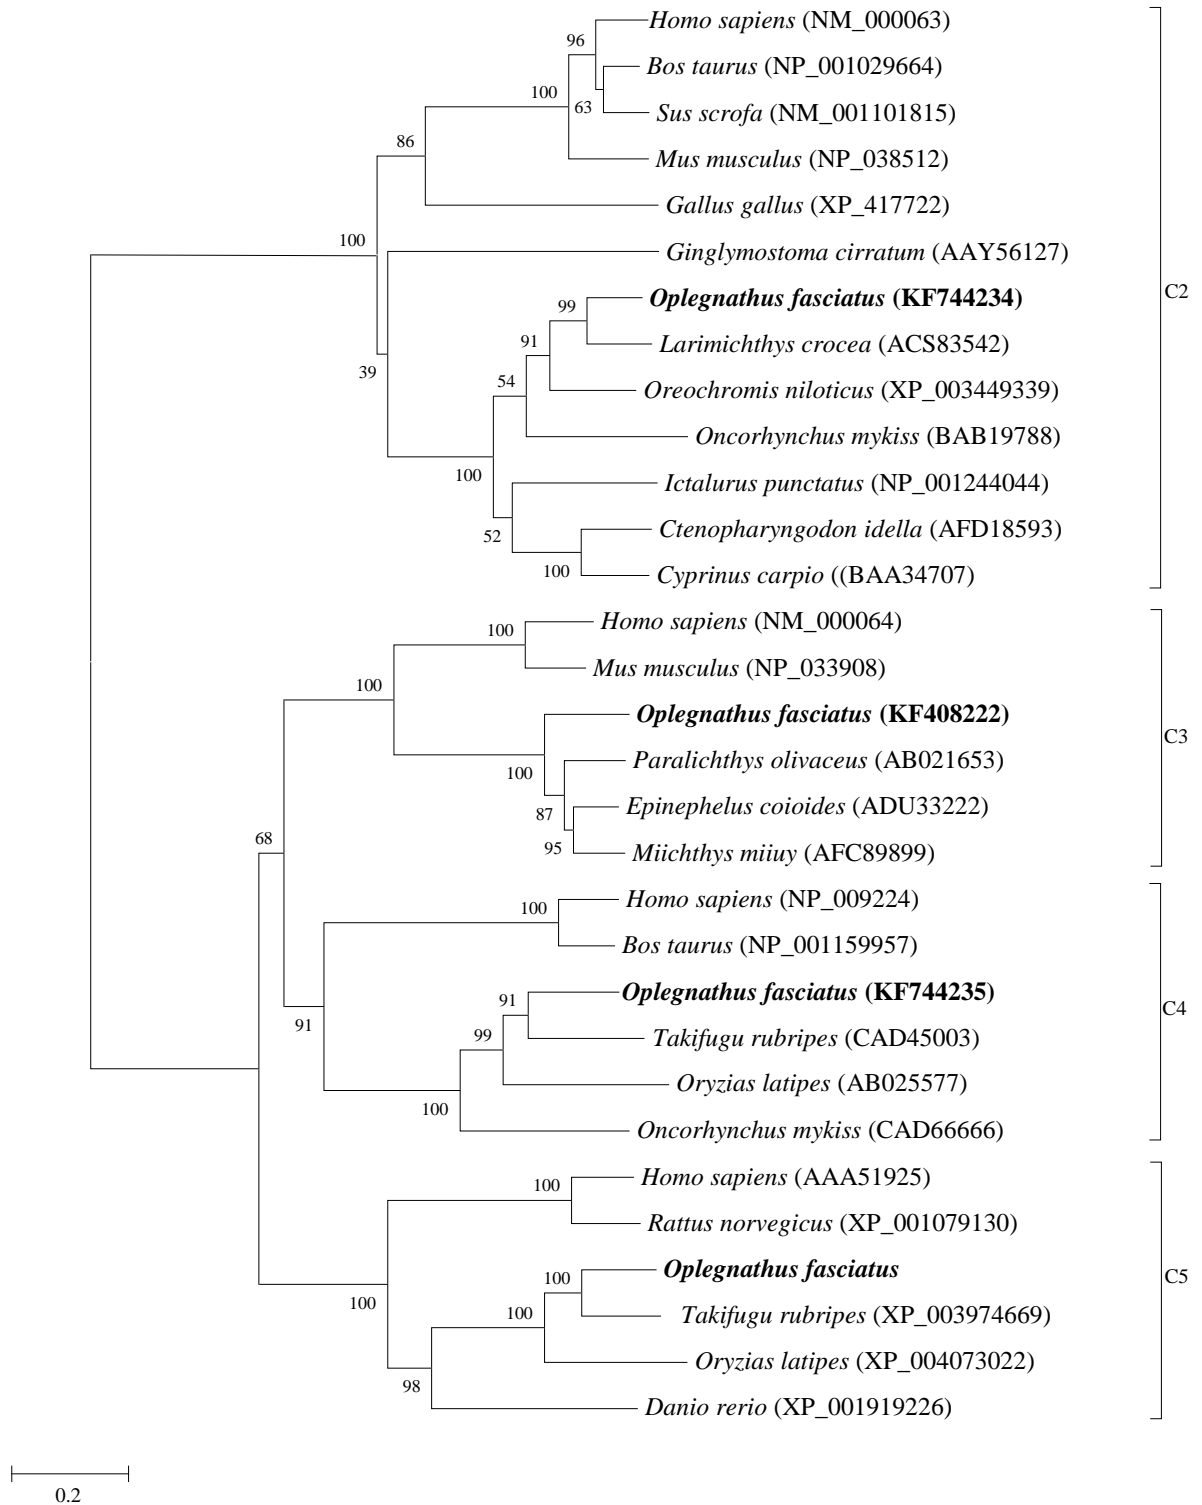 Homo sapiens (NM_000063)
96
Bos taurus (NP_001029664)
100
63
Sus scrofa (NM_001101815)
86
Mus musculus (NP_038512)
Gallus gallus (XP_417722)
100
Ginglymostoma cirratum (AAY56127)
C2
Oplegnathus fasciatus (KF744234)
99
91
Larimichthys crocea (ACS83542)
39
54
Oreochromis niloticus (XP_003449339)
Oncorhynchus mykiss (BAB19788)
100
Ictalurus punctatus (NP_001244044)
52
Ctenopharyngodon idella (AFD18593)
100
Cyprinus carpio ((BAA34707)
Homo sapiens (NM_000064)
100
Mus musculus (NP_033908)
100
Oplegnathus fasciatus (KF408222)
C3
Paralichthys olivaceus (AB021653)
100
Epinephelus coioides (ADU33222)
87
68
95
Miichthys miiuy (AFC89899)
Homo sapiens (NP_009224)
100
Bos taurus (NP_001159957)
Oplegnathus fasciatus (KF744235)
91
C4
91
99
Takifugu rubripes (CAD45003)
Oryzias latipes (AB025577)
100
Oncorhynchus mykiss (CAD66666)
Homo sapiens (AAA51925)
100
Rattus norvegicus (XP_001079130)
Oplegnathus fasciatus
100
C5
100
100
Takifugu rubripes (XP_003974669)
Oryzias latipes (XP_004073022)
98
Danio rerio (XP_001919226)
0.2